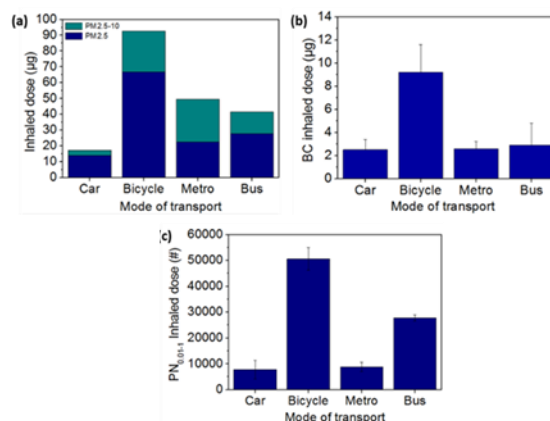 (a)
PM2.5-10
PM2.5
Inhaled dose (µg)
100
90
80
70
60
50
40
30
20
10
0
Car Bicycle Metro Bus
Mode of transport
(b)
BC inhaled dose (µg)
14
12
10
8
6
4
2
0
Car Bicycle Metro Bus
Mode of transport
(c)
PN0.01-1 Inhaled dose (#)
60000
50000
40000
30000
20000
10000
0
Car Bicycle Metro Bus
Mode of transport